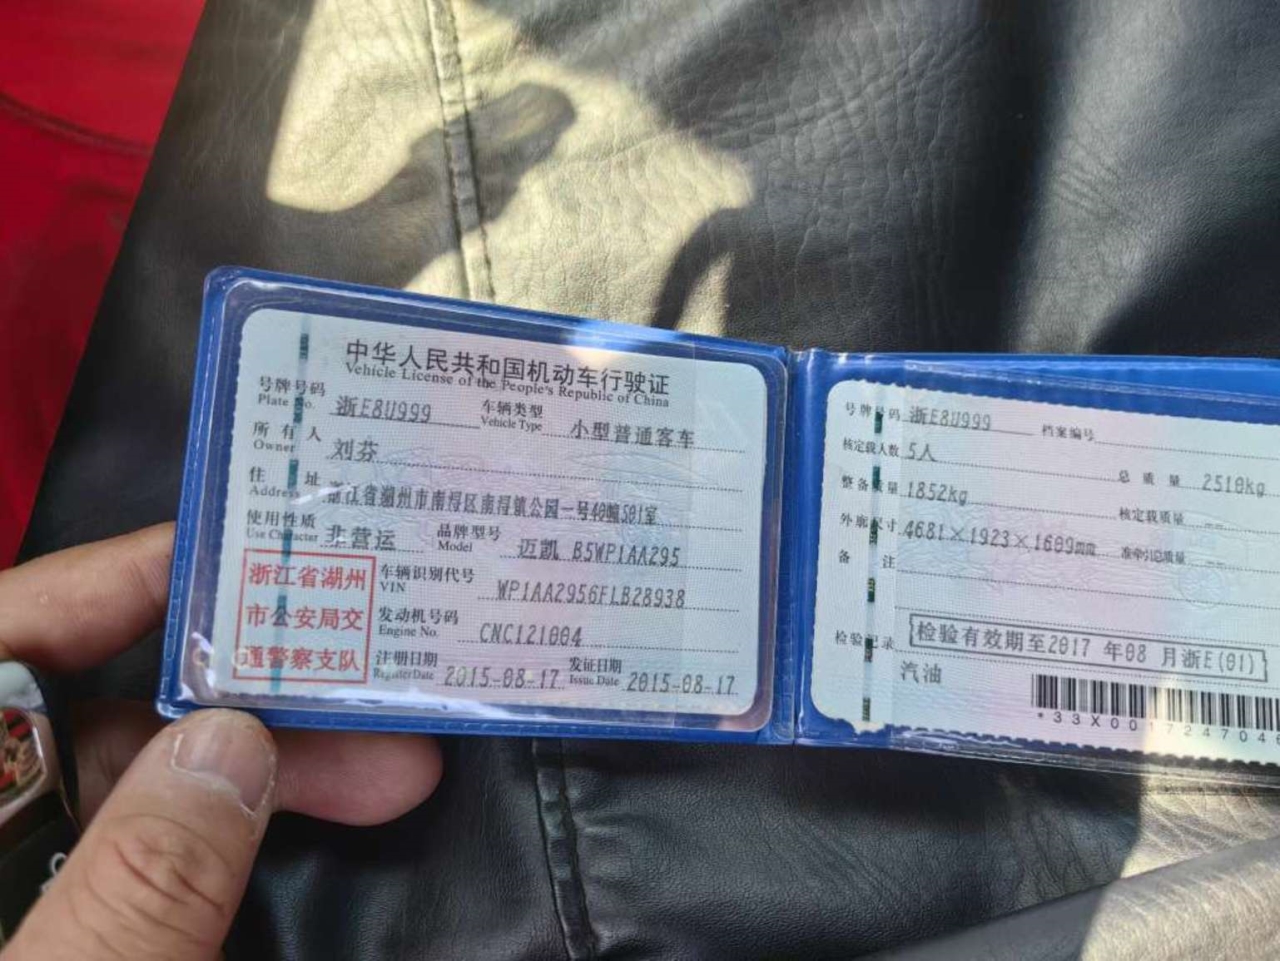 中华人民共和国机动车行驶证
Vehicle License of the People's Republic of China
号牌号码 Plate No. 浙E8U999 车辆类型 Vehicle Type 小型普通客车
所有人 Owner 刘芬
住址 Address 浙江省湖州市南浔区南浔镇公园一号40幢501室
使用性质 Use Character 非营运 品牌型号 Model 迈凯 B5WP1AA295
浙江省湖州市公安局交通警察支队
车辆识别代号 VIN WP1AA2956FLB28938
发动机号码 Engine No. CNC121004
注册日期 Register Date 2015-08-17 发证日期 Issue Date 2015-08-17
号牌号码 浙E8U999 档案编号
核定载人数 5人 总质量 2510kg
整备质量 1852kg 核定载质量 --
外廓尺寸 4681×1923×1609mm 准牵引总质量 --
备注
检验记录 检验有效期至2017年08月浙E(01)
汽油
*33X0017247046